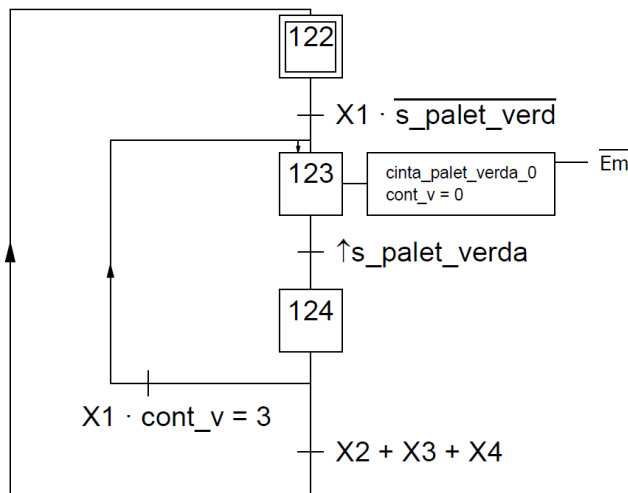 122
X1 · s_palet_verd
123
cinta_palet_verda_0
cont_v = 0
Em
↑s_palet_verda
124
X1 · cont_v = 3
X2 + X3 + X4